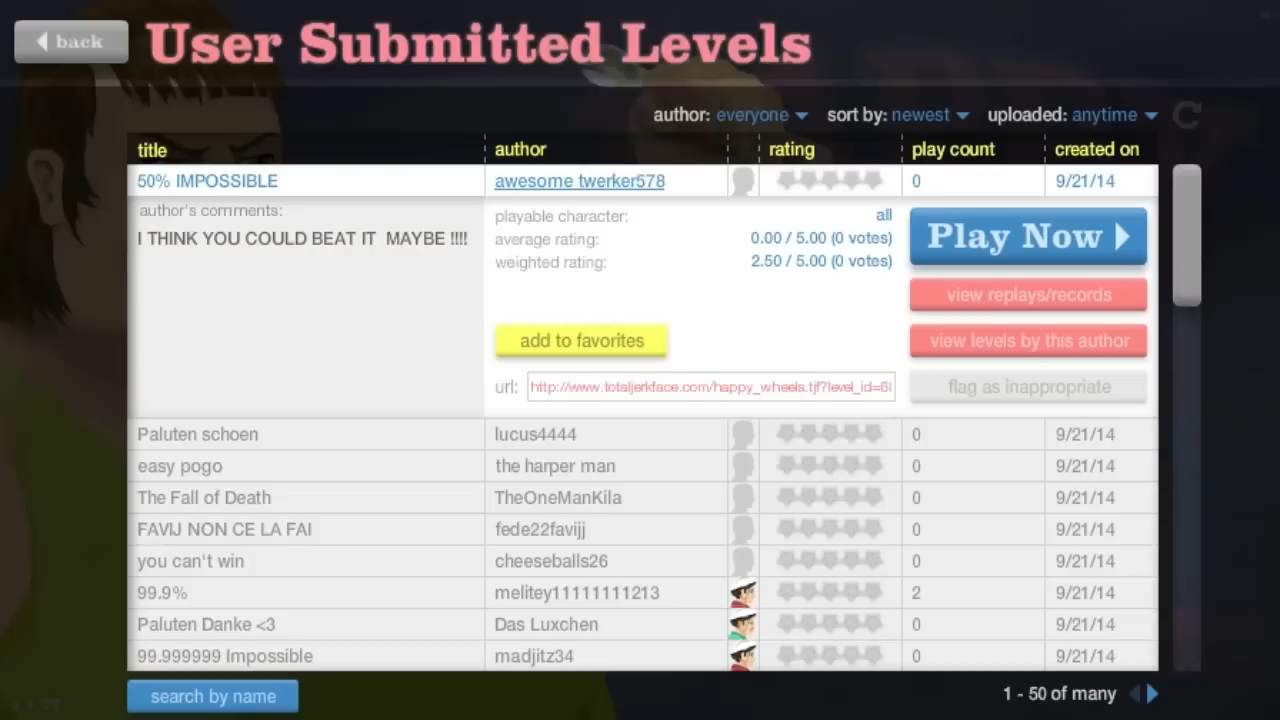 back
User Submitted Levels
author: everyone sort by: newest uploaded: anytime
title author rating play count created on
50% IMPOSSIBLE awesome twerker578 0 9/21/14
author's comments:
I THINK YOU COULD BEAT IT MAYBE !!!!
playable character: all
average rating: 0.00 / 5.00 (0 votes)
weighted rating: 2.50 / 5.00 (0 votes)
Play Now
view replays/records
add to favorites
view levels by this author
url: http://www.totaljerkface.com/happy_wheels.tjf?level_id=6
flag as inappropriate
Paluten schoen lucus4444 0 9/21/14
easy pogo the harper man 0 9/21/14
The Fall of Death TheOneManKila 0 9/21/14
FAVIJ NON CE LA FAI fede22favijj 0 9/21/14
you can't win cheeseballs26 0 9/21/14
99.9% melitey11111111213 2 9/21/14
Paluten Danke <3 Das Luxchen 0 9/21/14
99.999999 Impossible madjitz34 0 9/21/14
search by name
1 - 50 of many